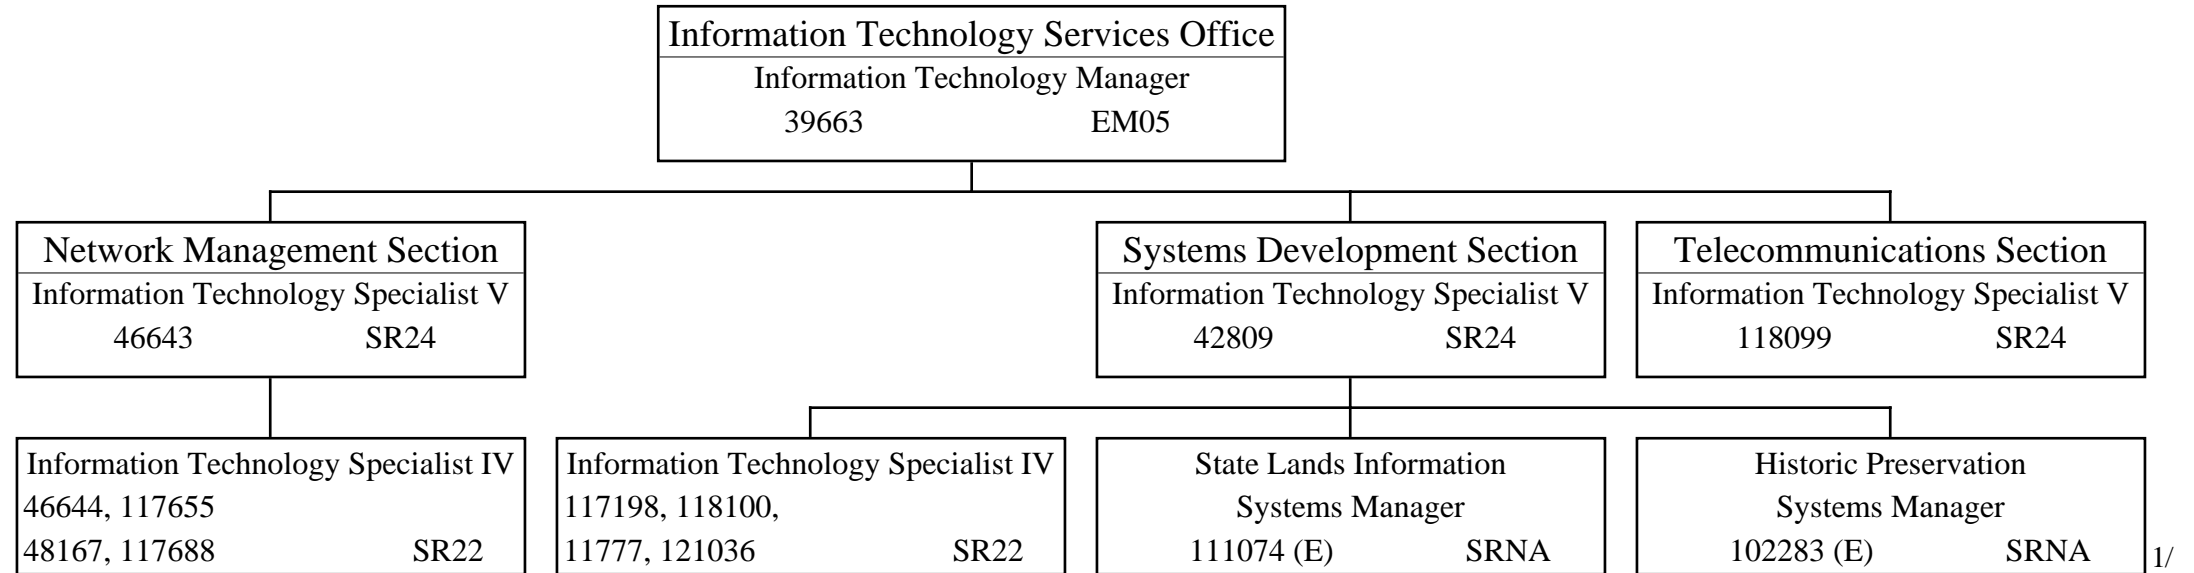 Information Technology Services Office
Information Technology Manager
39663 EM05
Network Management Section
Information Technology Specialist V
46643 SR24
Systems Development Section
Information Technology Specialist V
42809 SR24
Telecommunications Section
Information Technology Specialist V
118099 SR24
Information Technology Specialist IV
46644, 117655
48167, 117688 SR22
Information Technology Specialist IV
117198, 118100,
11777, 121036 SR22
State Lands Information
Systems Manager
111074 (E) SRNA
Historic Preservation
Systems Manager
102283 (E) SRNA
1/